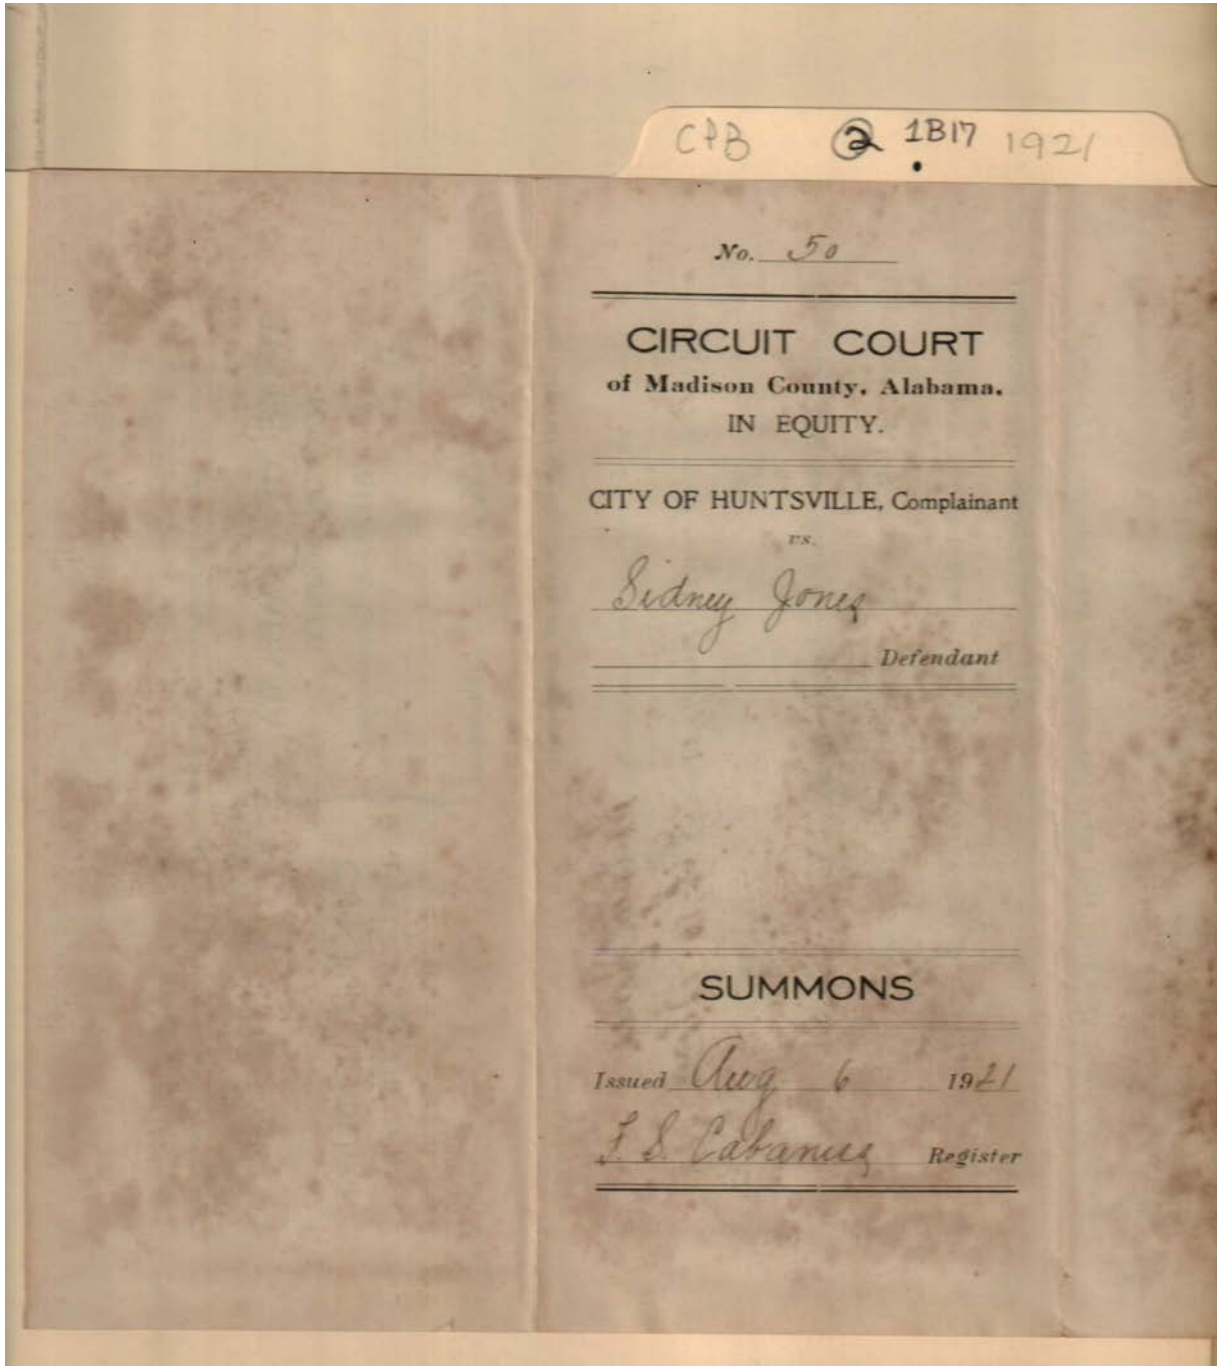 CPB 2 1B17 1921
No. 50
CIRCUIT COURT
of Madison County, Alabama.
IN EQUITY.
CITY OF HUNTSVILLE, Complainant
vs.
Sidney Jones
Defendant
SUMMONS
Issued Aug 6 1921
F. S. Cabaniss Register